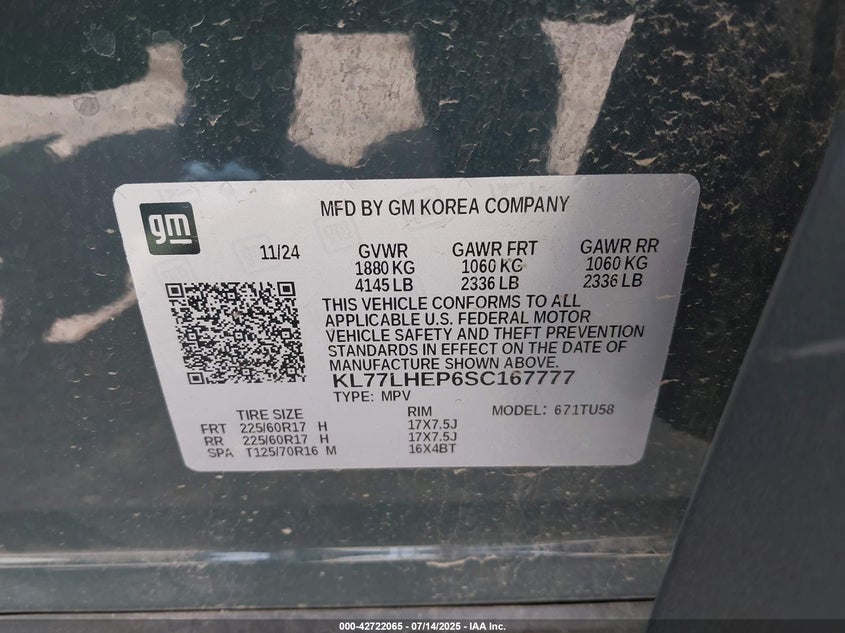 gm
MFD BY GM KOREA COMPANY
11/24 GVWR GAWR FRT GAWR RR
1880 KG 1060 KG 1060 KG
4145 LB 2336 LB 2336 LB
THIS VEHICLE CONFORMS TO ALL
APPLICABLE U.S. FEDERAL MOTOR
VEHICLE SAFETY AND THEFT PREVENTION
STANDARDS IN EFFECT ON THE DATE OF
MANUFACTURE SHOWN ABOVE.
KL77LHEP6SC167777
TYPE: MPV MODEL: 671TU58
TIRE SIZE RIM
FRT 225/60R17 H 17X7.5J
RR 225/60R17 H 17X7.5J
SPA T125/70R16 M 16X4BT
000-42722065 - 07/14/2025 - IAA Inc.